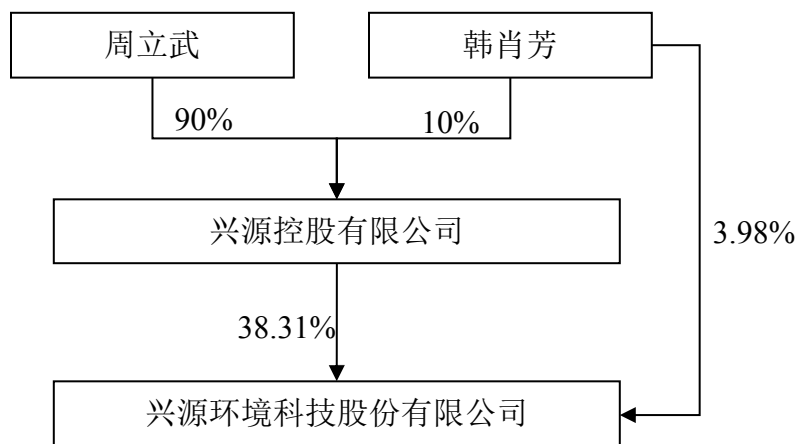 周立武
韩肖芳
90%
10%
兴源控股有限公司
3.98%
38.31%
兴源环境科技股份有限公司